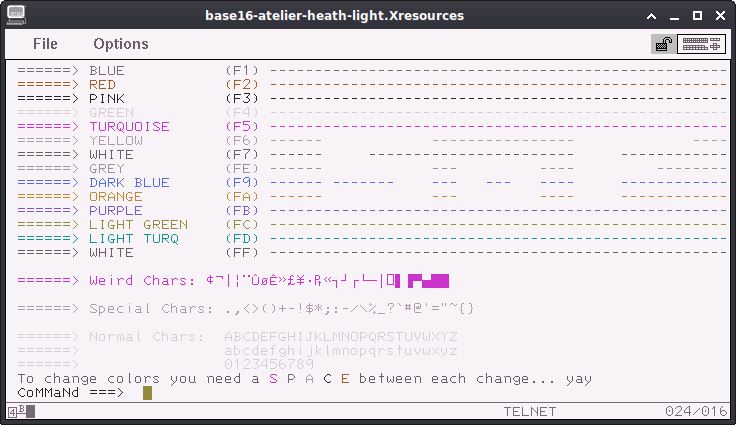 base16-atelier-heath-light.Xresources
File Options
======> BLUE (F1) ------------------------------------------------------
======> RED (F2) ------------------------------------------------------
======> PINK (F3) ------------------------------------------------------
======> GREEN (F4) ------------------------------------------------------
======> TURQUOISE (F5) ------------------------------------------------------
======> YELLOW (F6) ------ ------------------ ----
======> WHITE (F7) ------ ---------------------------------------
======> GREY (FE) ------ --- ---
======> DARK BLUE (F9) ------ ------- --- --- ---- ------------
======> ORANGE (FA) ------ --- --------- ------------
======> PURPLE (FB) ------------------------------------------------------
======> LIGHT GREEN (FC) ------------------------------------------------------
======> LIGHT TURQ (FD) ------------------------------------------------------
======> WHITE (FF) ------------------------------------------------------
======> Weird Chars: ¢¬|¦¨ÛøÊ»£¥·₧«┐┘┌└─│
======> Special Chars: .,<>()+-!$*;:-/\%_?`#@'="~{}
======> Normal Chars: ABCDEFGHIJKLMNOPQRSTUVWXYZ
======> abcdefghijklmnopqrstuvwxyz
======> 0123456789
To change colors you need a S P A C E between each change... yay
CoMMaNd ===>
4B TELNET 024/016